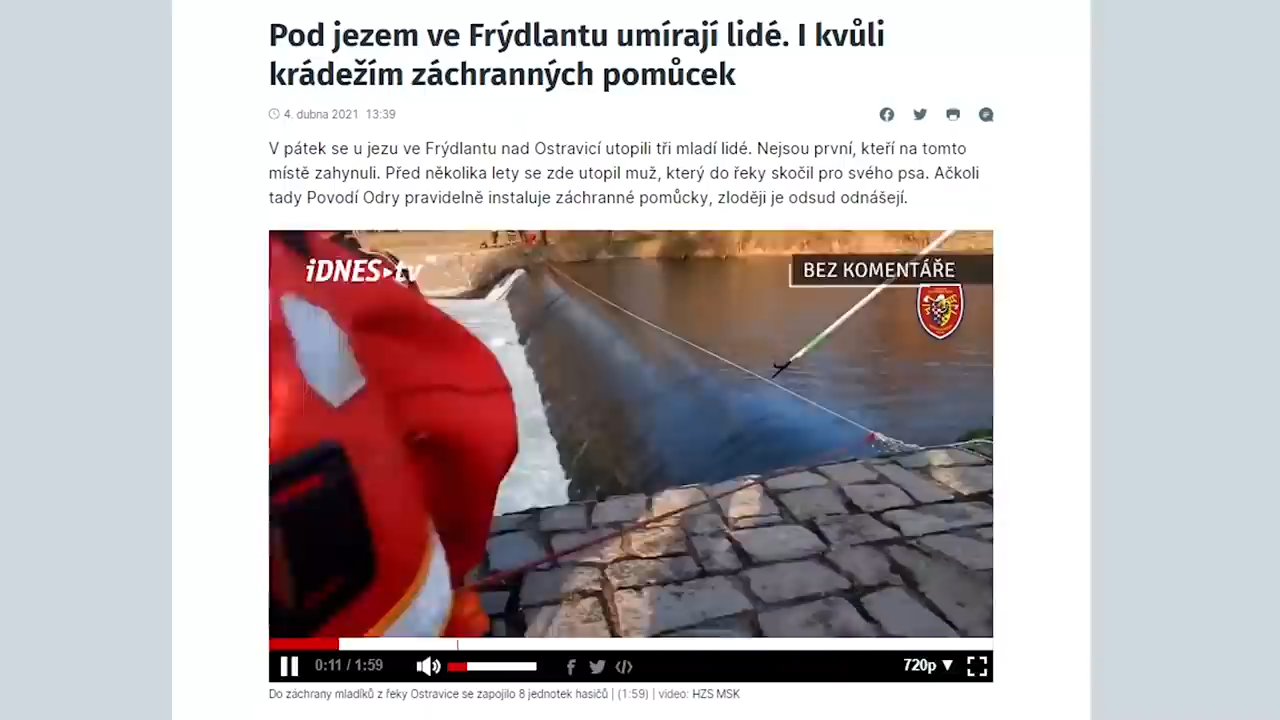 Pod jezem ve Frýdlantu umírají lidé. I kvůli
krádežím záchranných pomůcek
4. dubna 2021 13:39
V pátek se u jezu ve Frýdlantu nad Ostravicí utopili tři mladí lidé. Nejsou první, kteří na tomto
místě zahynuli. Před několika lety se zde utopil muž, který do řeky skočil pro svého psa. Ačkoli
tady Povodí Odry pravidelně instaluje záchranné pomůcky, zloději je odsud odnášejí.
iDNES tv
BEZ KOMENTÁŘE
0:11 / 1:59
720p
Do záchrany mladíků z řeky Ostravice se zapojilo 8 jednotek hasičů | (1:59) | video: HZS MSK